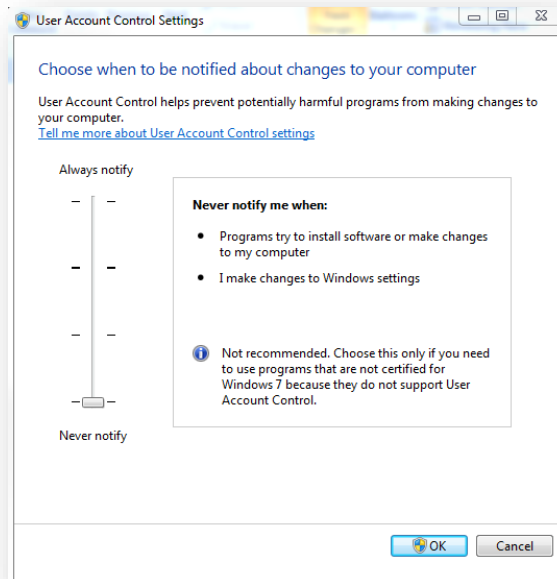 User Account Control Settings
Choose when to be notified about changes to your computer
User Account Control helps prevent potentially harmful programs from making changes to
your computer.
Tell me more about User Account Control settings
Always notify
Never notify me when:
• Programs try to install software or make changes
to my computer
• I make changes to Windows settings
Not recommended. Choose this only if you need
to use programs that are not certified for
Windows 7 because they do not support User
Account Control.
Never notify
OK
Cancel